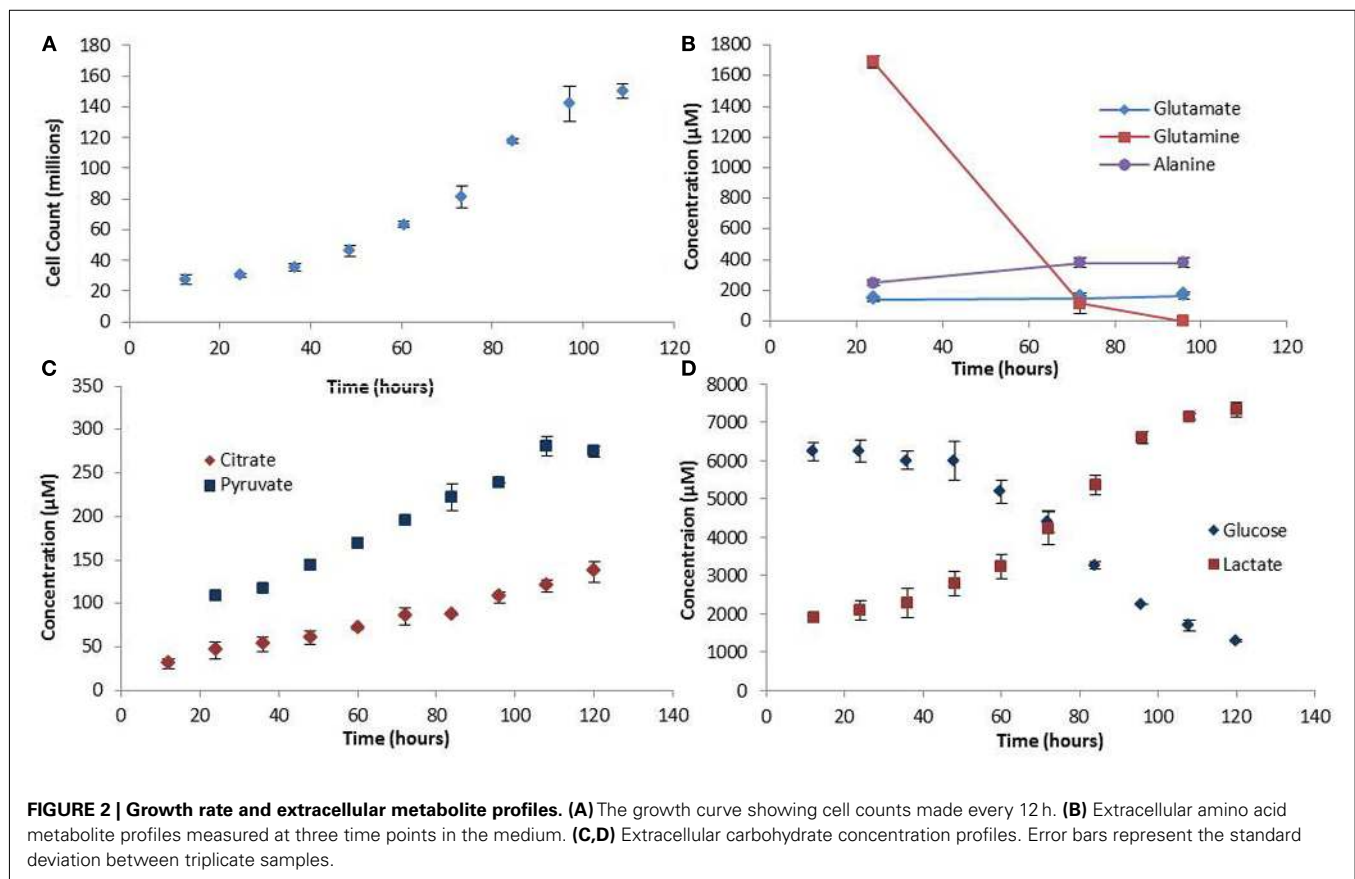 A
180
160
140
120
100
80
60
40
20
0
Cell Count (millions)
0 20 40 60 80 100 120
Time (hours)
B
1800
1600
1400
1200
1000
800
600
400
200
0
Concentration (μM)
Glutamate
Glutamine
Alanine
0 20 40 60 80 100 120
Time (hours)
C
350
300
250
200
150
100
50
0
Concentration (μM)
Citrate
Pyruvate
0 20 40 60 80 100 120 140
Time (hours)
D
8000
7000
6000
5000
4000
3000
2000
1000
0
Concentraion (μM)
Glucose
Lactate
0 20 40 60 80 100 120 140
Time (hours)
FIGURE 2 | Growth rate and extracellular metabolite profiles. (A) The growth curve showing cell counts made every 12 h. (B) Extracellular amino acid
metabolite profiles measured at three time points in the medium. (C,D) Extracellular carbohydrate concentration profiles. Error bars represent the standard
deviation between triplicate samples.